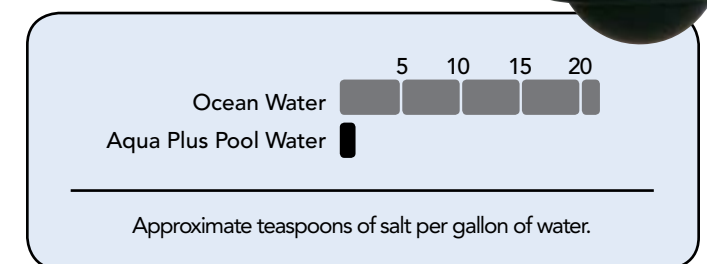 5 10 15 20
Ocean Water
Aqua Plus Pool Water
Approximate teaspoons of salt per gallon of water.